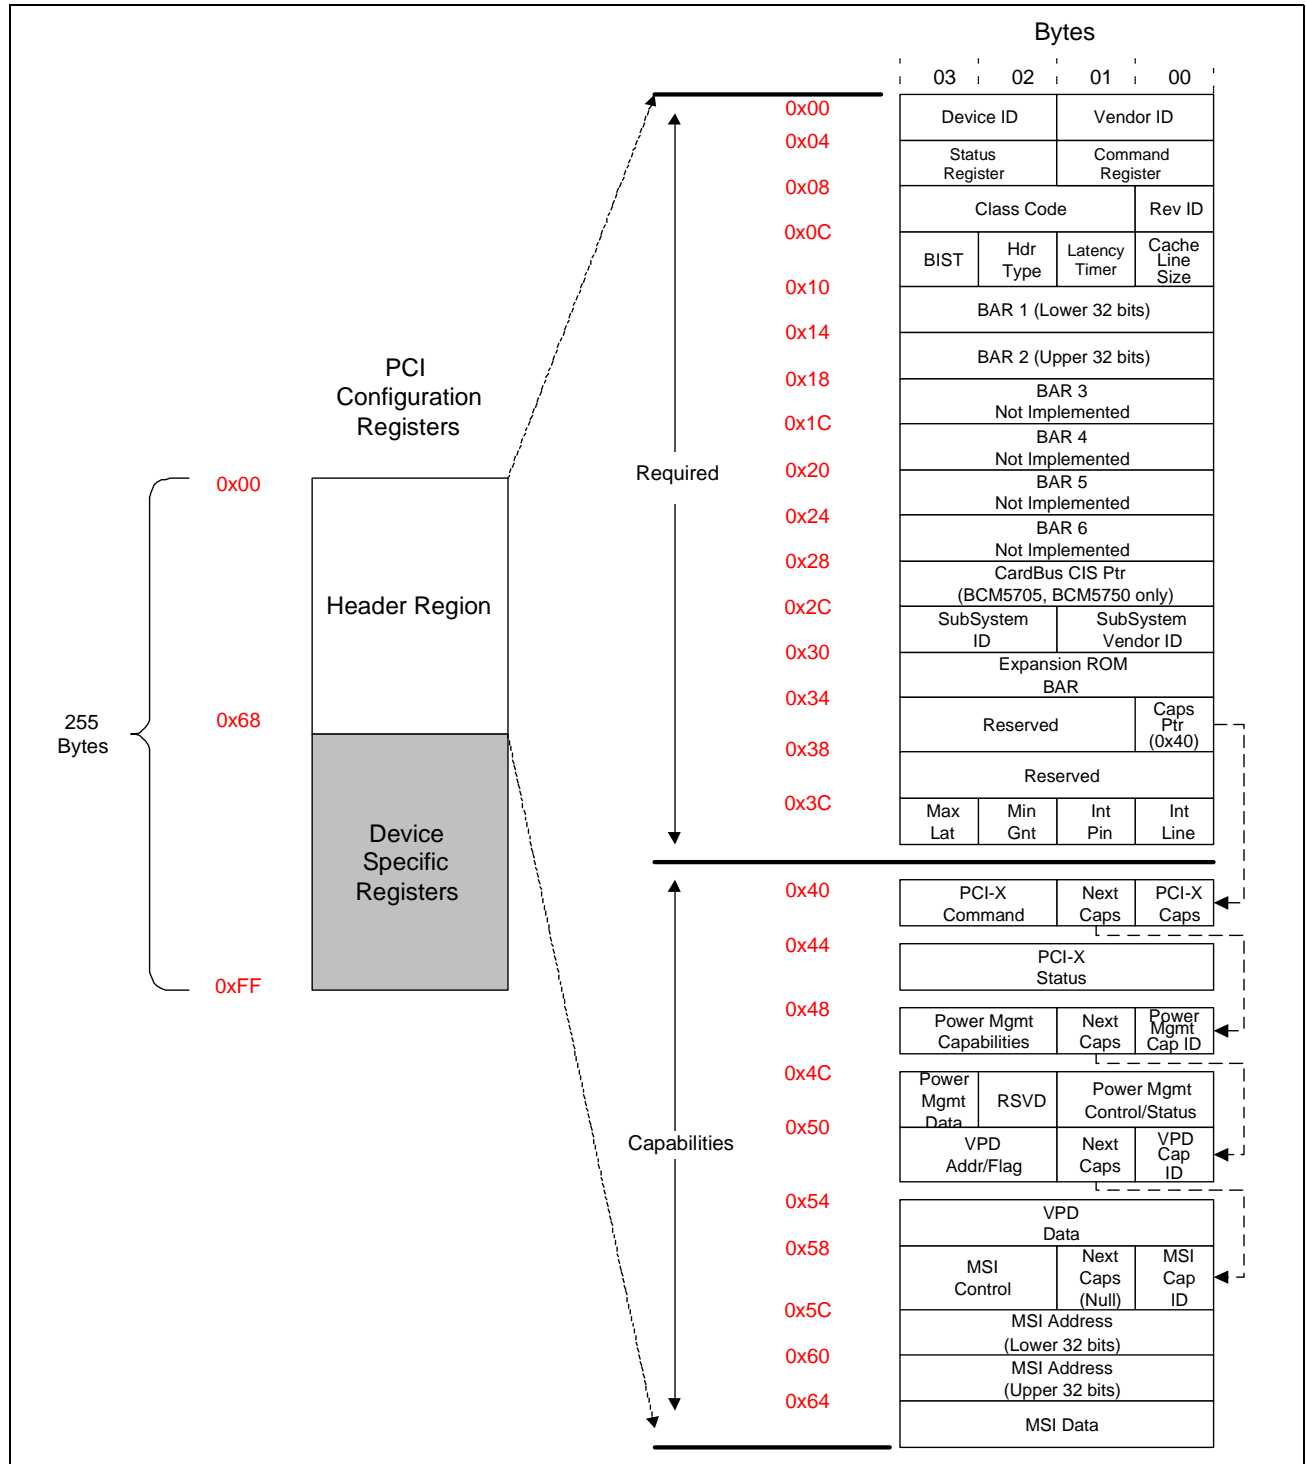 Bytes
03 02 01 00
0x00
Device ID
Vendor ID
0x04
Status
Register
Command
Register
0x08
Class Code
Rev ID
0x0C
BIST
Hdr
Type
Latency
Timer
Cache
Line
Size
0x10
BAR 1 (Lower 32 bits)
0x14
BAR 2 (Upper 32 bits)
0x18
BAR 3
Not Implemented
0x1C
BAR 4
Not Implemented
0x20
BAR 5
Not Implemented
0x24
BAR 6
Not Implemented
0x28
CardBus CIS Ptr
(BCM5705, BCM5750 only)
0x2C
SubSystem
ID
SubSystem
Vendor ID
0x30
Expansion ROM
BAR
0x34
Reserved
Caps
Ptr
(0x40)
0x38
Reserved
0x3C
Max
Lat
Min
Gnt
Int
Pin
Int
Line
Required
PCI
Configuration
Registers
0x00
Header Region
255
Bytes
0x68
Device
Specific
Registers
0xFF
Capabilities
0x40
PCI-X
Command
Next
Caps
PCI-X
Caps
0x44
PCI-X
Status
0x48
Power Mgmt
Capabilities
Next
Caps
Power
Mgmt
Cap ID
0x4C
Power
Mgmt
Data
RSVD
Power Mgmt
Control/Status
0x50
VPD
Addr/Flag
Next
Caps
VPD
Cap
ID
0x54
VPD
Data
0x58
MSI
Control
Next
Caps
(Null)
MSI
Cap
ID
0x5C
MSI Address
(Lower 32 bits)
0x60
MSI Address
(Upper 32 bits)
0x64
MSI Data